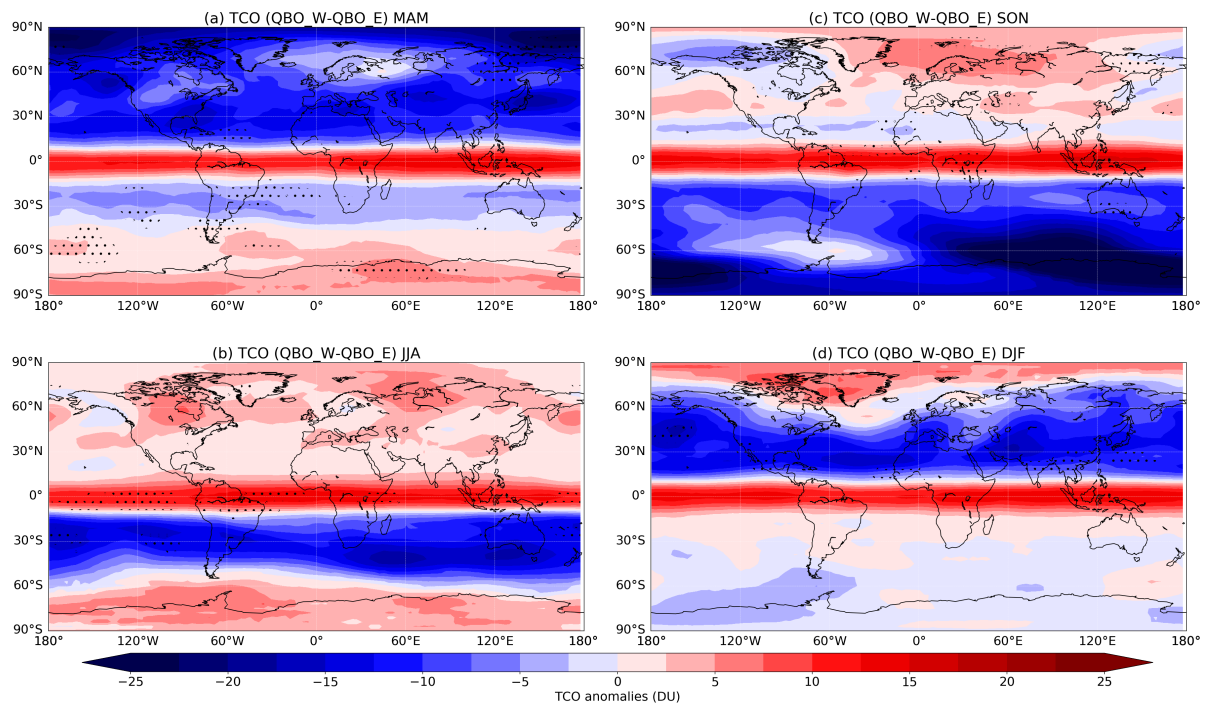 (a) TCO (QBO_W-QBO_E) MAM
90°N
60°N
30°N
0°
30°S
60°S
90°S
180° 120°W 60°W 0° 60°E 120°E 180°
(c) TCO (QBO_W-QBO_E) SON
90°N
60°N
30°N
0°
30°S
60°S
90°S
180° 120°W 60°W 0° 60°E 120°E 180°
(b) TCO (QBO_W-QBO_E) JJA
90°N
60°N
30°N
0°
30°S
60°S
90°S
180° 120°W 60°W 0° 60°E 120°E 180°
(d) TCO (QBO_W-QBO_E) DJF
90°N
60°N
30°N
0°
30°S
60°S
90°S
180° 120°W 60°W 0° 60°E 120°E 180°
−25 −20 −15 −10 −5 0 5 10 15 20 25
TCO anomalies (DU)